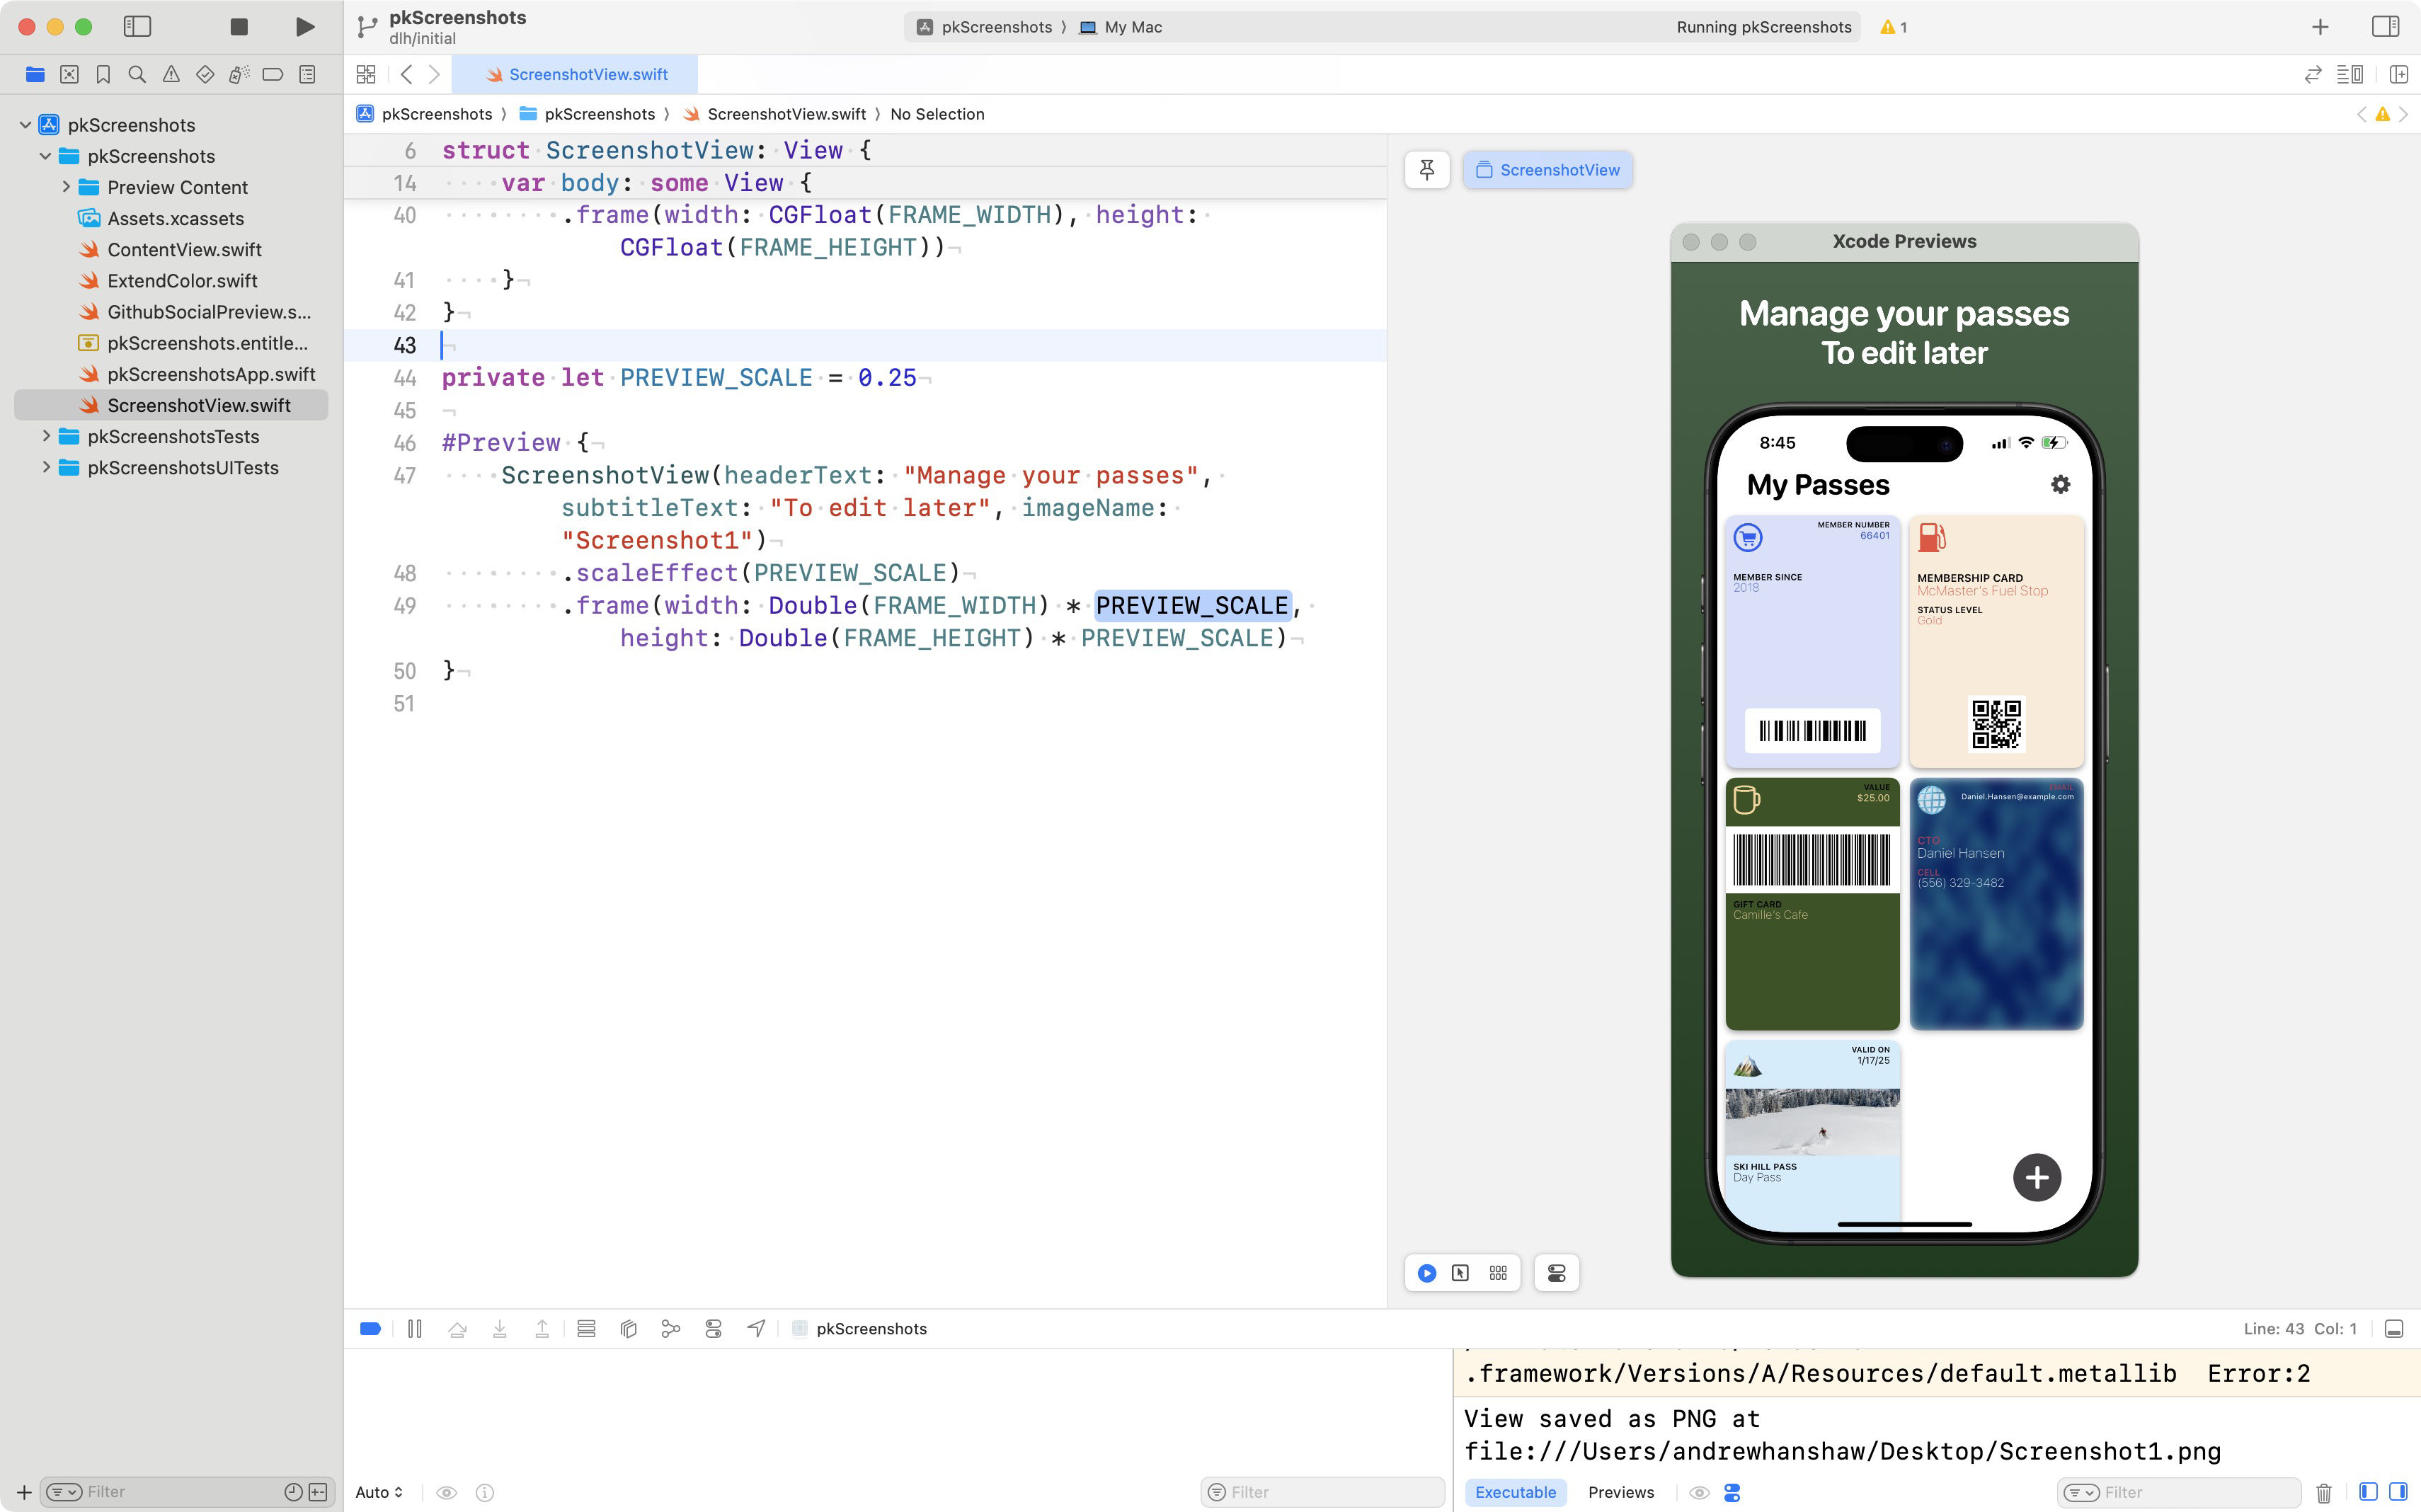 pkScreenshots
dlh/initial
pkScreenshots 〉 My Mac
Running pkScreenshots
1
ScreenshotView.swift
pkScreenshots 〉 pkScreenshots 〉 ScreenshotView.swift 〉 No Selection
pkScreenshots
pkScreenshots
Preview Content
Assets.xcassets
ContentView.swift
ExtendColor.swift
GithubSocialPreview.s...
pkScreenshots.entitle...
pkScreenshotsApp.swift
ScreenshotView.swift
pkScreenshotsTests
pkScreenshotsUITests
Filter
6 struct ScreenshotView: View {
14 var body: some View {
40 .frame(width: CGFloat(FRAME_WIDTH), height:
CGFloat(FRAME_HEIGHT))
41 }
42 }
43
44 private let PREVIEW_SCALE = 0.25
45
46 #Preview {
47 ScreenshotView(headerText: "Manage your passes",
subtitleText: "To edit later", imageName:
"Screenshot1")
48 .scaleEffect(PREVIEW_SCALE)
49 .frame(width: Double(FRAME_WIDTH) * PREVIEW_SCALE,
height: Double(FRAME_HEIGHT) * PREVIEW_SCALE)
50 }
51
ScreenshotView
Xcode Previews
Manage your passes
To edit later
8:45
My Passes
MEMBER NUMBER
66401
MEMBER SINCE
2018
MEMBERSHIP CARD
McMaster's Fuel Stop
STATUS LEVEL
Gold
VALUE
$25.00
GIFT CARD
Camille's Cafe
EMAIL
Daniel.Hansen@example.com
CTO
Daniel Hansen
CELL
(556) 329-3482
VALID ON
1/17/25
SKI HILL PASS
Day Pass
pkScreenshots
Line: 43 Col: 1
.framework/Versions/A/Resources/default.metallib Error:2
View saved as PNG at
file:///Users/andrewhanshaw/Desktop/Screenshot1.png
Auto
Filter
Executable
Previews
Filter